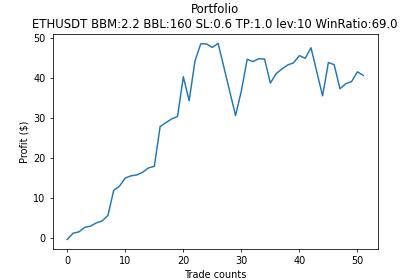 Portfolio
ETHUSDT BBM:2.2 BBL:160 SL:0.6 TP:1.0 lev:10 WinRatio:69.0
50
40
30
20
10
0
Profit ($)
0 10 20 30 40 50
Trade counts